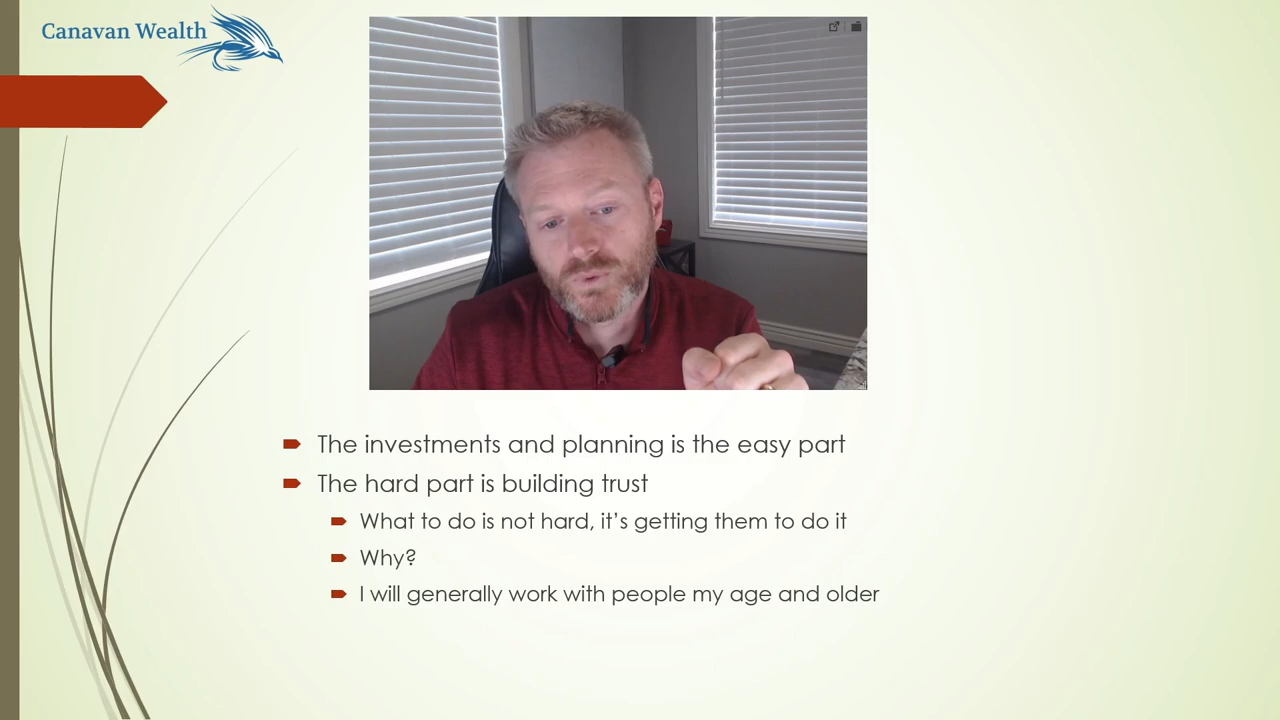 Canavan Wealth
The investments and planning is the easy part
The hard part is building trust
What to do is not hard, it's getting them to do it
Why?
I will generally work with people my age and older